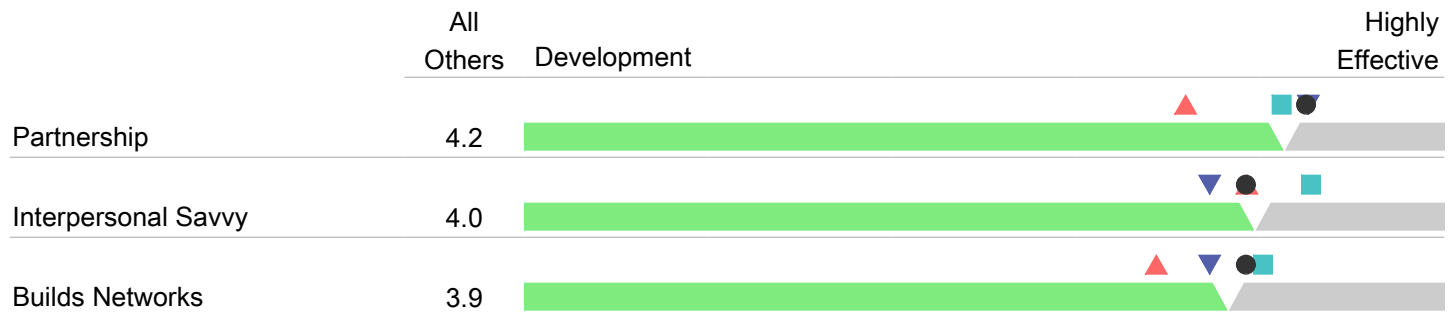 All
Others
Development
Highly
Effective
Partnership 4.2
Interpersonal Savvy 4.0
Builds Networks 3.9